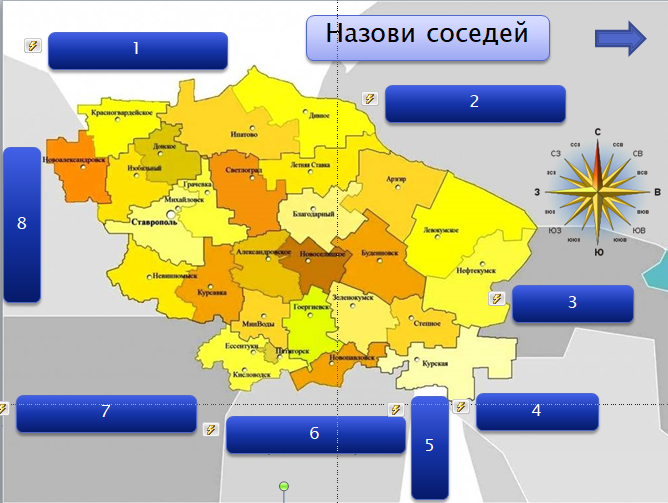 Назови соседей
1
2
8
3
7
6
5
4
Красногвардейское
Дивное
Ипатово
Донское
Новоалександровск
Изобильный
Светлоград
Летняя Ставка
Грачевка
Михайловск
Арзгир
Ставрополь
Благодарный
Левокумское
Александровское
Новоселицкое
Буденновск
Нефтекумск
Невинномысск
Курсавка
Зеленокумск
Георгиевск
МинВоды
Степное
Ессентуки
Пятигорск
Новопавловск
Курская
Кисловодск
С
ССЗ
ССВ
СЗ
СВ
З
В
ЮЗ
ЮВ
Ю